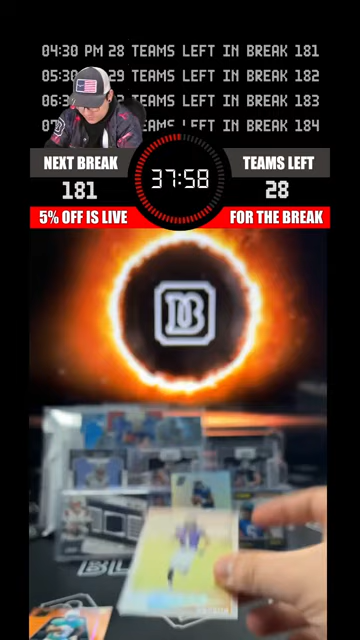 04:30 PM 28 TEAMS LEFT IN BREAK 181
05:30 29 TEAMS LEFT IN BREAK 182
TEAMS LEFT IN BREAK 183
TEAMS LEFT IN BREAK 184
NEXT BREAK
181
5% OFF IS LIVE
37:58
TEAMS LEFT
28
FOR THE BREAK
DB